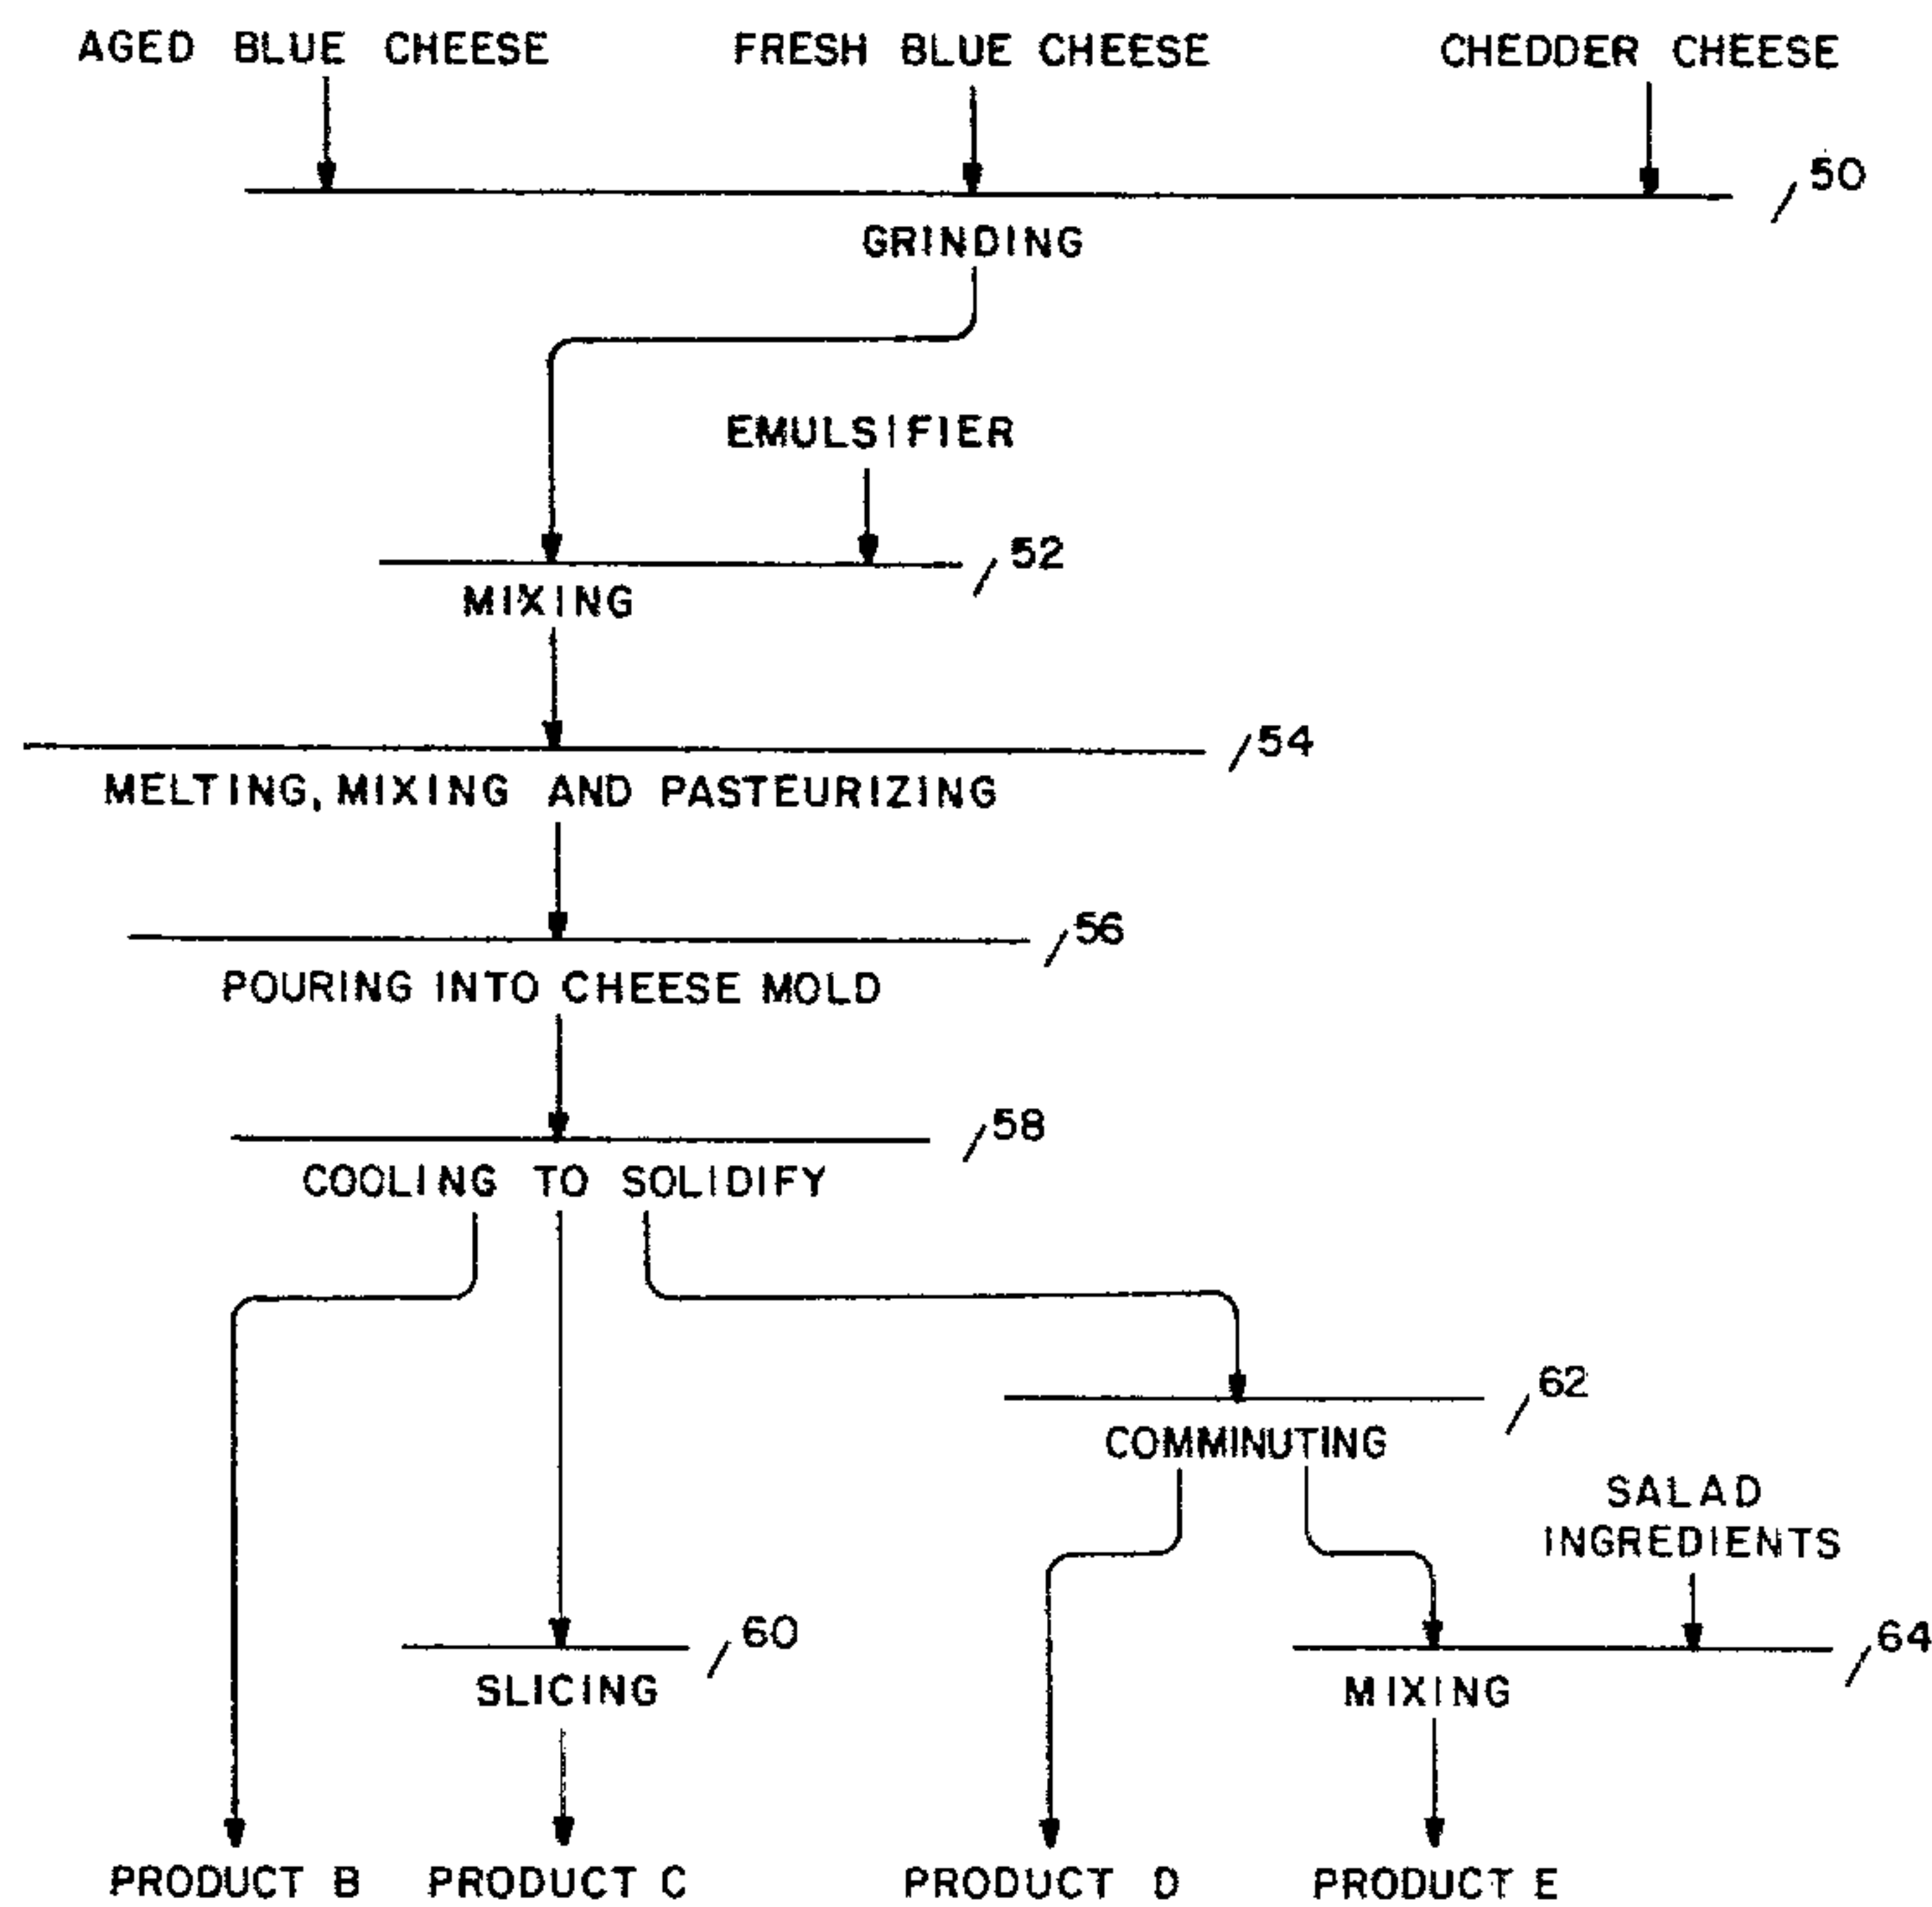 AGED BLUE CHEESE FRESH BLUE CHEESE CHEDDER CHEESE
50
GRINDING
EMULSIFIER
52
MIXING
54
MELTING, MIXING AND PASTEURIZING
56
POURING INTO CHEESE MOLD
58
COOLING TO SOLIDIFY
62
COMMINUTING
SALAD
INGREDIENTS
60
64
SLICING MIXING
PRODUCT B PRODUCT C PRODUCT D PRODUCT E